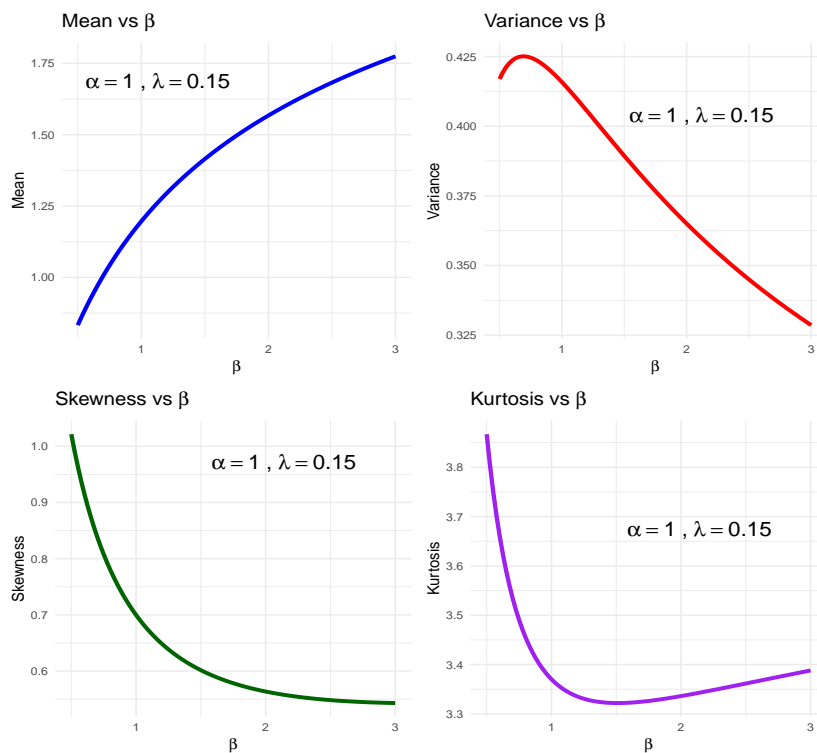 Mean vs β
α = 1 , λ = 0.15
1.75
1.50
1.25
1.00
Mean
1 2 3
β
Variance vs β
α = 1 , λ = 0.15
0.425
0.400
0.375
0.350
0.325
Variance
1 2 3
β
Skewness vs β
α = 1 , λ = 0.15
1.0
0.9
0.8
0.7
0.6
Skewness
1 2 3
β
Kurtosis vs β
α = 1 , λ = 0.15
3.8
3.7
3.6
3.5
3.4
3.3
Kurtosis
1 2 3
β